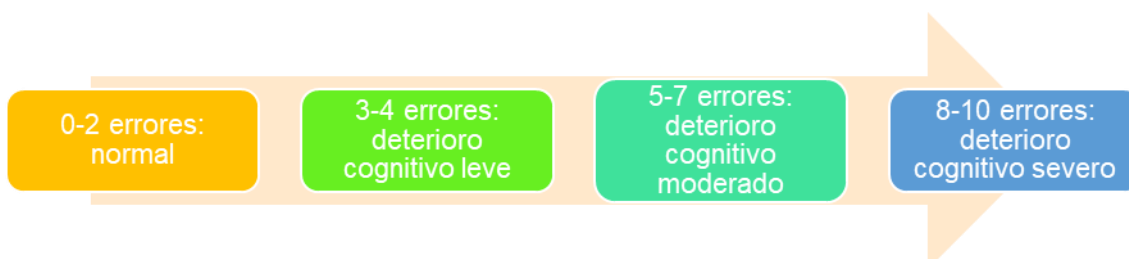 0-2 errores:
normal
3-4 errores:
deterioro
cognitivo leve
5-7 errores:
deterioro
cognitivo
moderado
8-10 errores:
deterioro
cognitivo severo